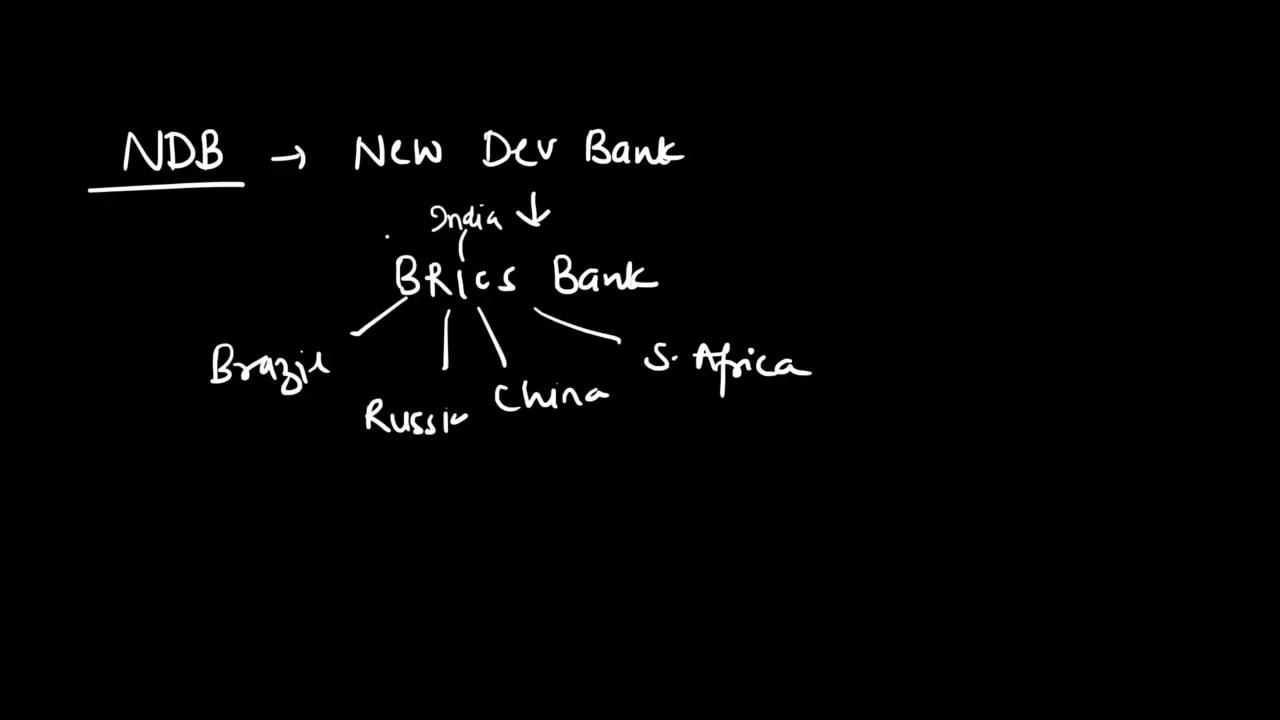 NDB → New Dev Bank
India ↓
BRICS Bank
Brazil
S. Africa
China
Russia